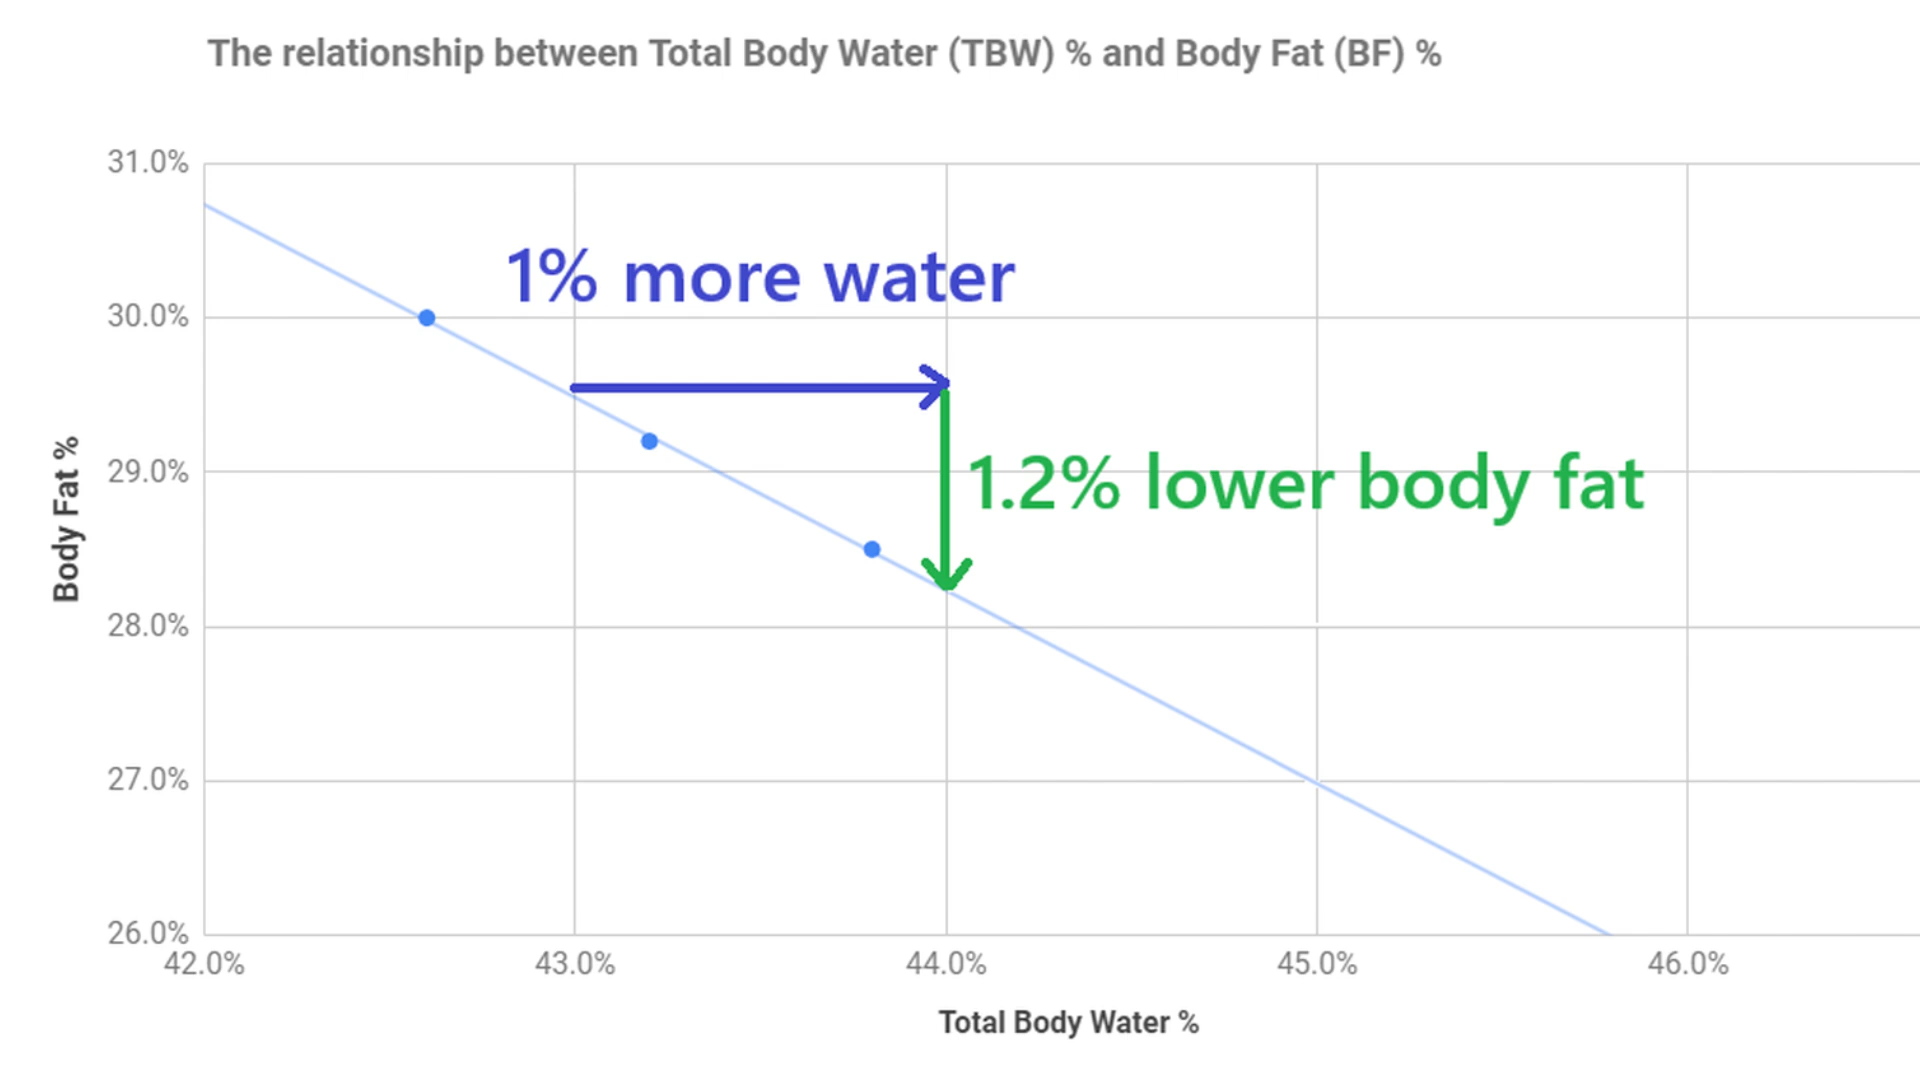 The relationship between Total Body Water (TBW) % and Body Fat (BF) %
31.0%
1% more water
30.0%
1.2% lower body fat
29.0%
Body Fat %
28.0%
27.0%
26.0%
42.0% 43.0% 44.0% 45.0% 46.0%
Total Body Water %